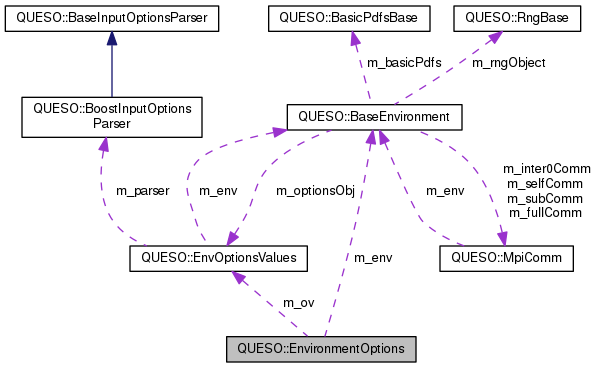 QUESO::BaseInputOptionsParser
QUESO::BasicPdfsBase
QUESO::RngBase
m_basicPdfs
m_rngObject
QUESO::BoostInputOptions
Parser
QUESO::BaseEnvironment
m_parser
m_env
m_optionsObj
m_env
m_inter0Comm
m_selfComm
m_subComm
m_fullComm
QUESO::EnvOptionsValues
m_env
QUESO::MpiComm
m_ov
QUESO::EnvironmentOptions